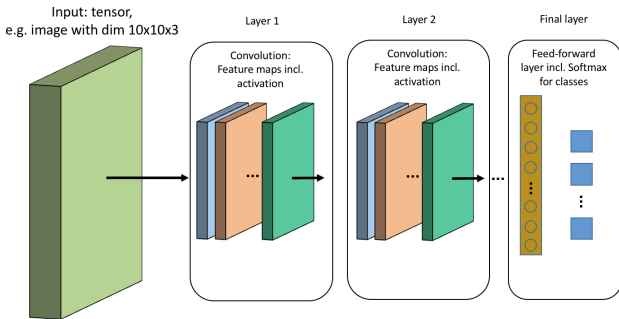 Input: tensor,
e.g. image with dim 10x10x3
Layer 1
Convolution:
Feature maps incl.
activation
...
Layer 2
Convolution:
Feature maps incl.
activation
...
...
Final layer
Feed-forward
layer incl. Softmax
for classes